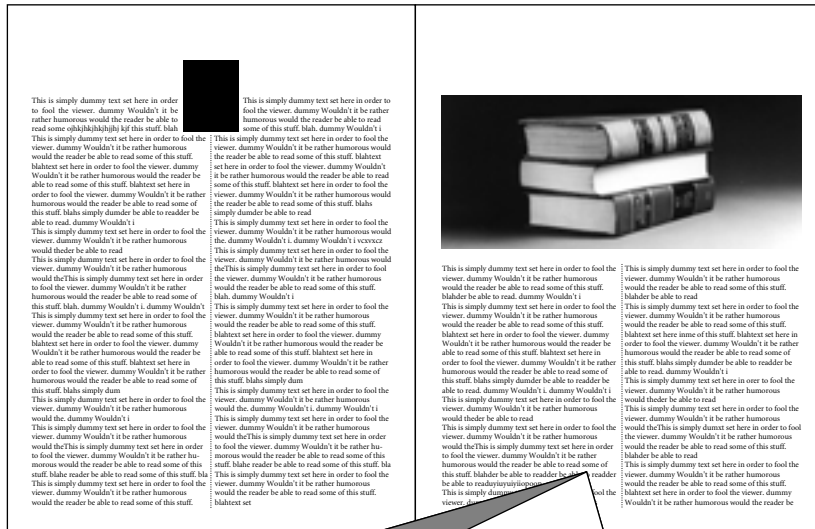 This is simply dummy text set here in order
to fool the viewer. dummy Wouldn't it be
rather humorous would the reader be able to
read some ojhkjhkjhkjhjjhj kjf this stuff. blah
This is simply dummy text set here in order to fool the
viewer. dummy Wouldn't it be rather humorous
would the reader be able to read some of this stuff.
blahtext set here in order to fool the viewer. dummy
Wouldn't it be rather humorous would the reader be
able to read some of this stuff. blahtext set here in
order to fool the viewer. dummy Wouldn't it be rather
humorous would the reader be able to read some of
this stuff. blahs simply dumder be able to readder be
able to read. dummy Wouldn't i
This is simply dummy text set here in order to fool the
viewer. dummy Wouldn't it be rather humorous
would theder be able to read
This is simply dummy text set here in order to fool the
viewer. dummy Wouldn't it be rather humorous
would theThis is simply dummy text set here in order
to fool the viewer. dummy Wouldn't it be rather
humorous would the reader be able to read some of
this stuff. blah. dummy Wouldn't i. dummy Wouldn't
This is simply dummy text set here in order to fool the
viewer. dummy Wouldn't it be rather humorous
would the reader be able to read some of this stuff.
blahtext set here in order to fool the viewer. dummy
Wouldn't it be rather humorous would the reader be
able to read some of this stuff. blahtext set here in
order to fool the viewer. dummy Wouldn't it be rather
humorous would the reader be able to read some of
this stuff. blahs simply dum
This is simply dummy text set here in order to fool the
viewer. dummy Wouldn't it be rather humorous
would the. dummy Wouldn't i
This is simply dummy text set here in order to fool the
viewer. dummy Wouldn't it be rather humorous
would theThis is simply dummy text set here in order
to fool the viewer. dummy Wouldn't it be rather hu-
morous would the reader be able to read some of this
stuff. blahe reader be able to read some of this stuff. bla
This is simply dummy text set here in order to fool the
viewer. dummy Wouldn't it be rather humorous
would the reader be able to read some of this stuff.
This is simply dummy text set here in order to
fool the viewer. dummy Wouldn't it be rather
humorous would the reader be able to read
some of this stuff. blah. dummy Wouldn't i
This is simply dummy text set here in order to fool the
viewer. dummy Wouldn't it be rather humorous would
the reader be able to read some of this stuff. blahtext
set here in order to fool the viewer. dummy Wouldn't
it be rather humorous would the reader be able to read
some of this stuff. blahtext set here in order to fool the
viewer. dummy Wouldn't it be rather humorous would
the reader be able to read some of this stuff. blahs
simply dumder be able to read
This is simply dummy text set here in order to fool the
viewer. dummy Wouldn't it be rather humorous would
the. dummy Wouldn't i. dummy Wouldn't i vcxvxcz
This is simply dummy text set here in order to fool the
viewer. dummy Wouldn't it be rather humorous would
theThis is simply dummy text set here in order to fool
the viewer. dummy Wouldn't it be rather humorous
would the reader be able to read some of this stuff.
blah. dummy Wouldn't i
This is simply dummy text set here in order to fool the
viewer. dummy Wouldn't it be rather humorous
would the reader be able to read some of this stuff.
blahtext set here in order to fool the viewer. dummy
Wouldn't it be rather humorous would the reader be
able to read some of this stuff. blahtext set here in
order to fool the viewer. dummy Wouldn't it be rather
humorous would the reader be able to read some of
this stuff. blahs simply dum
This is simply dummy text set here in order to fool the
viewer. dummy Wouldn't it be rather humorous
would the. dummy Wouldn't i. dummy Wouldn't i
This is simply dummy text set here in order to fool the
viewer. dummy Wouldn't it be rather humorous
would theThis is simply dummy text set here in order
to fool the viewer. dummy Wouldn't it be rather hu-
morous would the reader be able to read some of this
stuff. blahe reader be able to read some of this stuff. bla
This is simply dummy text set here in order to fool the
viewer. dummy Wouldn't it be rather humorous
would the reader be able to read some of this stuff.
blahtext set
This is simply dummy text set here in order to fool the
viewer. dummy Wouldn't it be rather humorous
would the reader be able to read some of this stuff.
blahder be able to read. dummy Wouldn't i
This is simply dummy text set here in order to fool the
viewer. dummy Wouldn't it be rather humorous
would the reader be able to read some of this stuff.
blahtext set here in order to fool the viewer. dummy
Wouldn't it be rather humorous would the reader be
able to read some of this stuff. blahtext set here in
order to fool the viewer. dummy Wouldn't it be rather
humorous would the reader be able to read some of
this stuff. blahs simply dumder be able to readder be
able to read. dummy Wouldn't i. dummy Wouldn't i
This is simply dummy text set here in order to fool the
viewer. dummy Wouldn't it be rather humorous
would theder be able to read
This is simply dummy text set here in order to fool the
viewer. dummy Wouldn't it be rather humorous
would theThis is simply dummy text set here in order
to fool the viewer. dummy Wouldn't it be rather
humorous would the reader be able to read some of
this stuff. blahder be able to readder be able to readder
be able to
This is simply dummy ool the
viewer.
This is simply dummy text set here in order to fool the
viewer. dummy Wouldn't it be rather humorous
would the reader be able to read some of this stuff.
blahder be able to read
This is simply dummy text set here in order to fool the
viewer. dummy Wouldn't it be rather humorous
would the reader be able to read some of this stuff.
blahtext set here inme of this stuff. blahtext set here in
order to fool the viewer. dummy Wouldn't it be rather
humorous would the reader be able to read some of
this stuff. blahs simply dumder be able to readder be
able to read. dummy Wouldn't i
This is simply dummy text set here in orer to fool the
viewer. dummy Wouldn't it be rather humorous
would theder be able to read
This is simply dummy text set here in order to fool the
viewer. dummy Wouldn't it be rather humorous
would theThis is simply dumxt set here in order to fool
the viewer. dummy Wouldn't it be rather humorous
would the reader be able to read some of this stuff.
blahder be able to read
This is simply dummy text set here in order to fool the
viewer. dummy Wouldn't it be rather humorous
would the reader be able to read some of this stuff.
blahtext set here in order to fool the viewer. dummy
Wouldn't it be rather humorous would the reader be